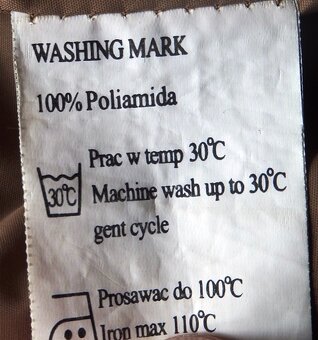 WASHING MARK
100% Poliamida
Prac w temp 30°C
30°C Machine wash up to 30°C
gent cycle
Prosawac do 100°C
Iron max 110°C